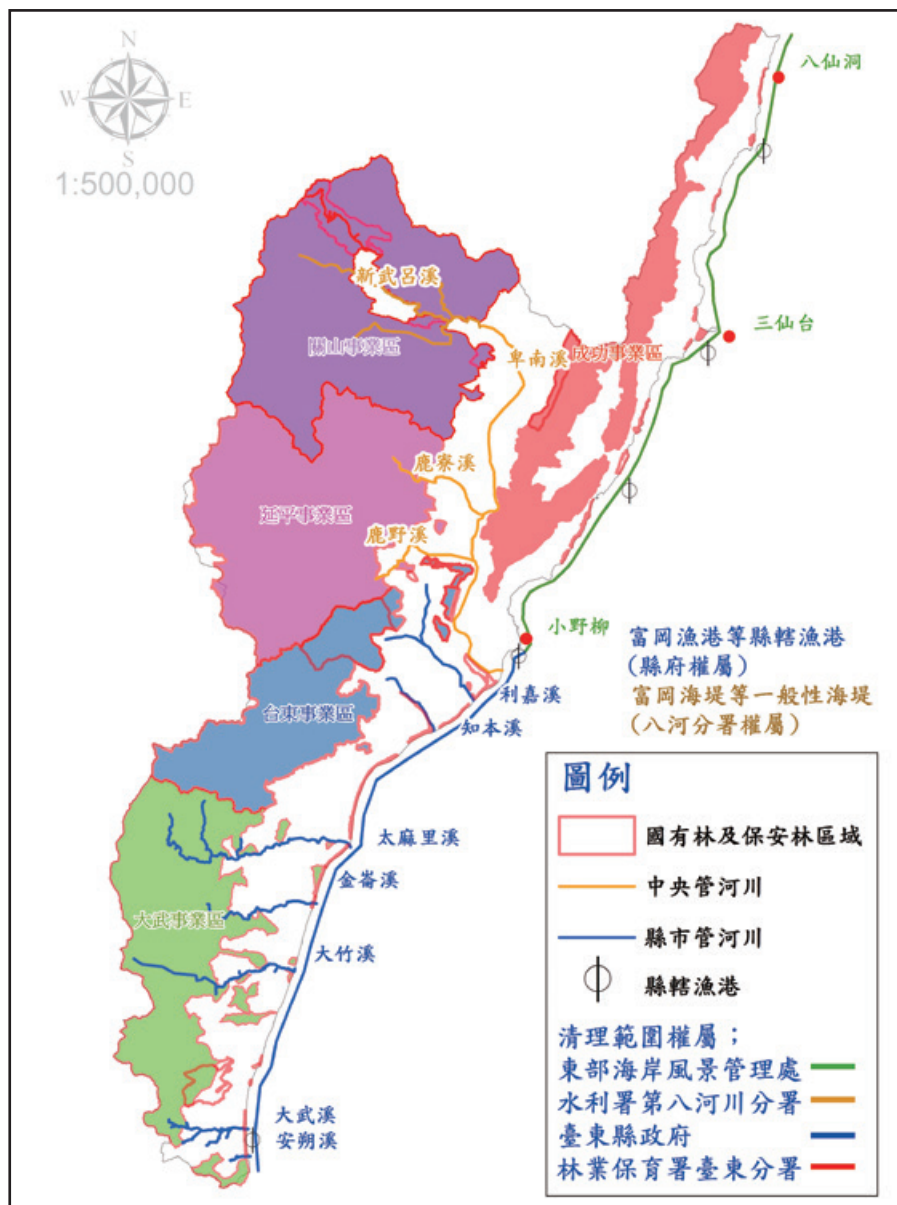 N
W
E
S
1:500,000
八仙洞
新武呂溪
三仙台
關山事業區
卑南溪
成功事業區
鹿寮溪
延平事業區
鹿野溪
小野柳
富岡漁港等縣轄漁港
(縣府權屬)
富岡海堤等一般性海堤
(八河分署權屬)
利嘉溪
台東事業區
知本溪
太麻里溪
金崙溪
大武事業區
大竹溪
大武溪
安朔溪
圖例
國有林及保安林區域
中央管河川
縣市管河川
縣轄漁港
清理範圍權屬；
東部海岸風景管理處
水利署第八河川分署
臺東縣政府
林業保育署臺東分署